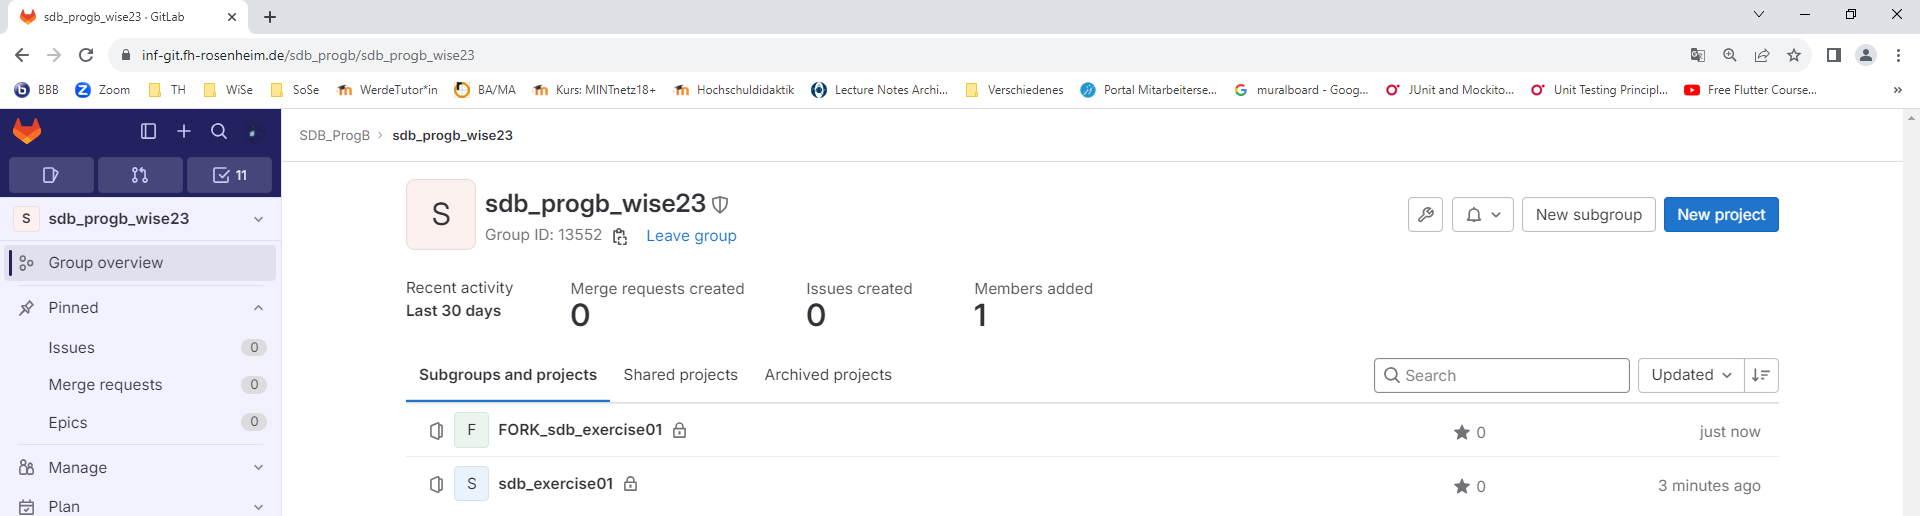 sdb_progb_wise23 · GitLab
inf-git.fh-rosenheim.de/sdb_progb/sdb_progb_wise23
BBB Zoom TH WiSe SoSe WerdeTutor*in BA/MA Kurs: MINTnetz18+ Hochschuldidaktik Lecture Notes Archi... Verschiedenes Portal Mitarbeiterse... muralboard - Goog... JUnit and Mockito... Unit Testing Principl... Free Flutter Course... »
11
S sdb_progb_wise23
Group overview
Pinned
Issues 0
Merge requests 0
Epics 0
Manage
Plan
SDB_ProgB › sdb_progb_wise23
S
sdb_progb_wise23
Group ID: 13552 Leave group
New subgroup New project
Recent activity
Last 30 days
Merge requests created
0
Issues created
0
Members added
1
Subgroups and projects Shared projects Archived projects
Search Updated
F FORK_sdb_exercise01 0 just now
S sdb_exercise01 0 3 minutes ago